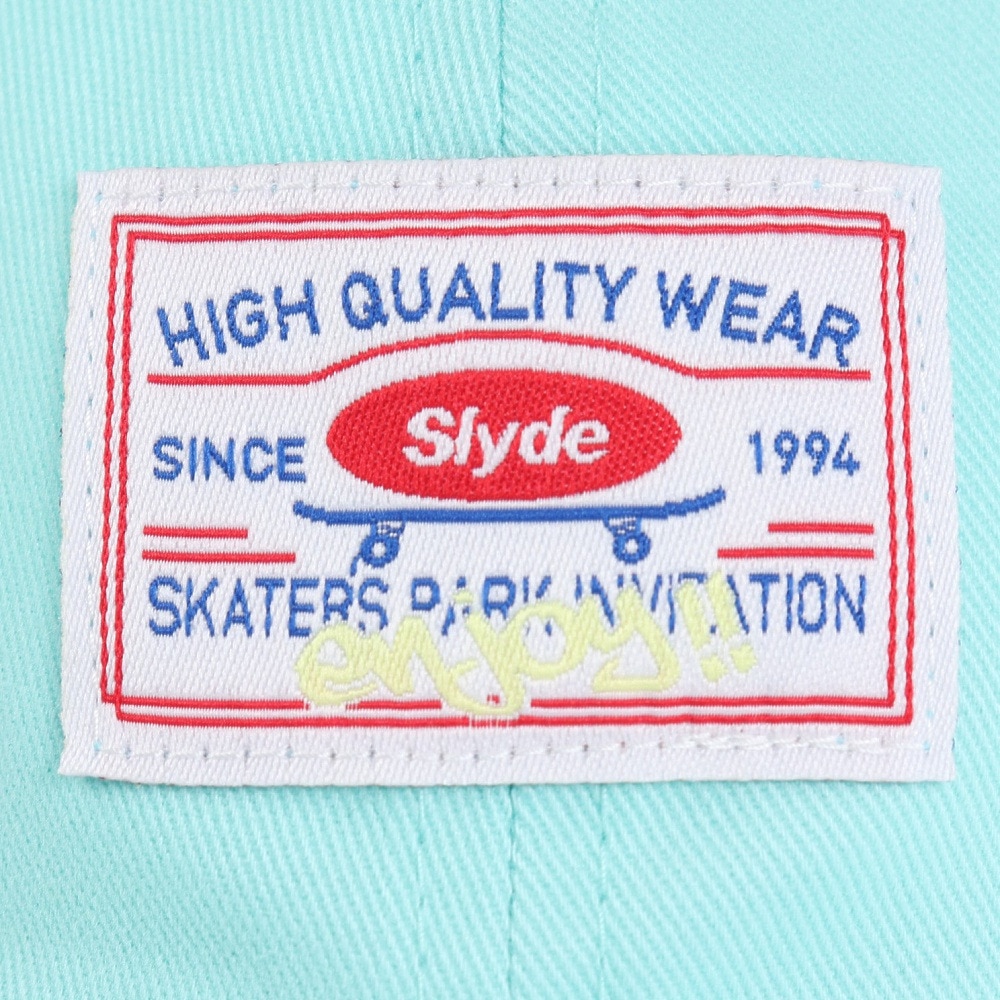 HIGH QUALITY WEAR
Slyde
SINCE 1994
SKATERS PARK INVITATION
enjoy!!